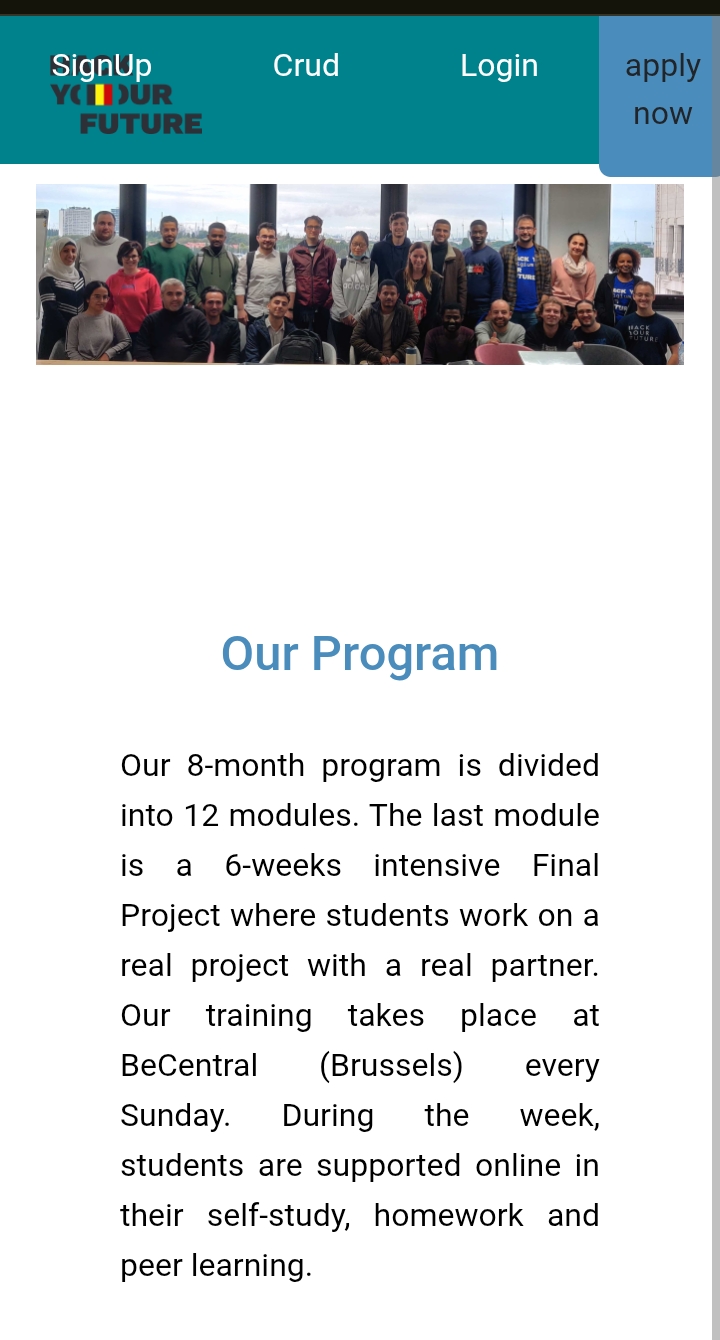 SignUp
Crud
Login
apply
now
HACK
YOUR
FUTURE
Our Program
Our 8-month program is divided
into 12 modules. The last module
is a 6-weeks intensive Final
Project where students work on a
real project with a real partner.
Our training takes place at
BeCentral (Brussels) every
Sunday. During the week,
students are supported online in
their self-study, homework and
peer learning.